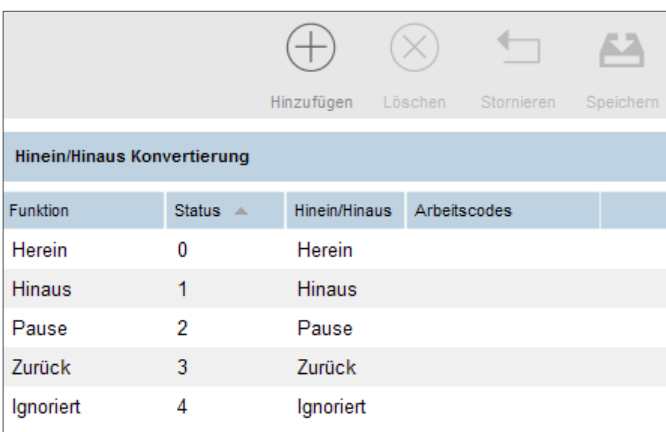 Hinzufügen Löschen Stornieren Speichern
Hinein/Hinaus Konvertierung
Funktion Status Hinein/Hinaus Arbeitscodes
Herein 0 Herein
Hinaus 1 Hinaus
Pause 2 Pause
Zurück 3 Zurück
Ignoriert 4 Ignoriert